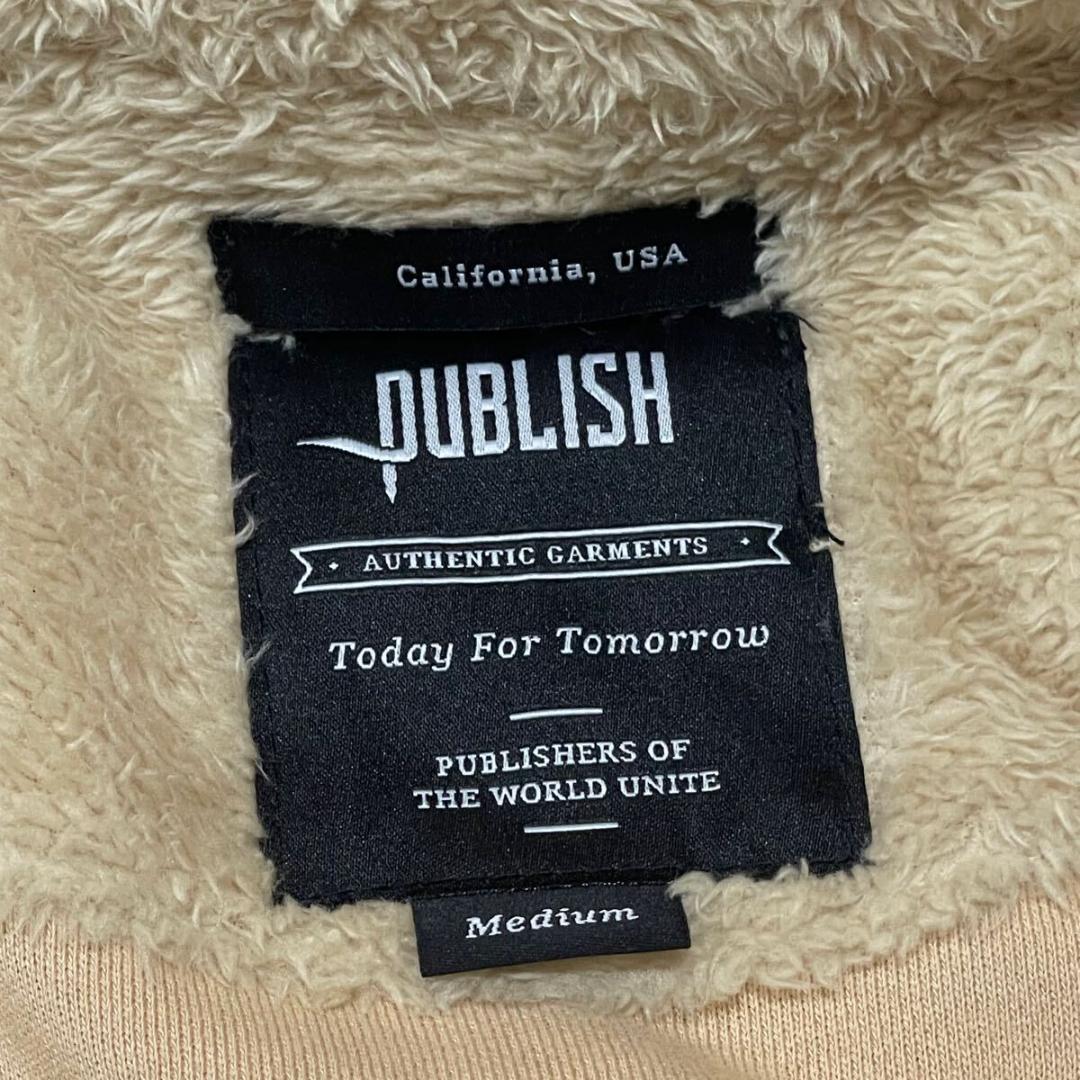 California, USA
PUBLISH
AUTHENTIC GARMENTS
Today For Tomorrow
PUBLISHERS OF
THE WORLD UNITE
Medium